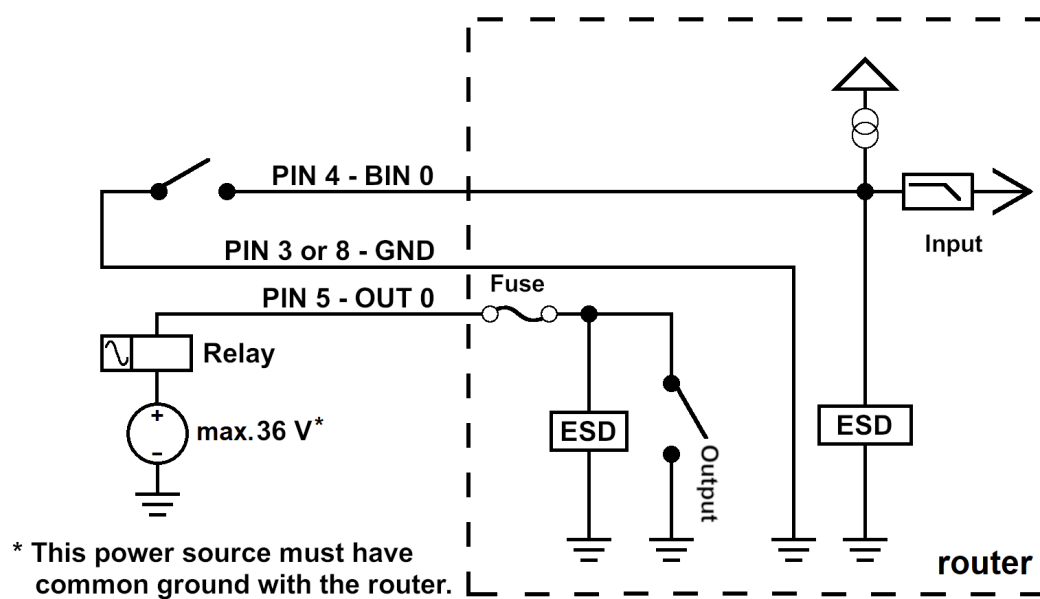 PIN 4 - BIN 0
Input
PIN 3 or 8 - GND
Fuse
PIN 5 - OUT 0
Relay
+
max. 36 V*
-
ESD
ESD
Output
* This power source must have
common ground with the router.
router